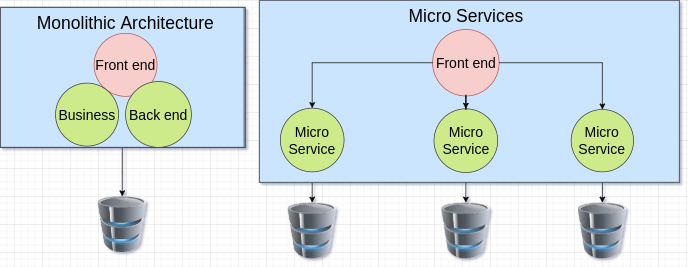 Monolithic Architecture
Front end
Business
Back end
Micro Services
Front end
Micro
Service
Micro
Service
Micro
Service